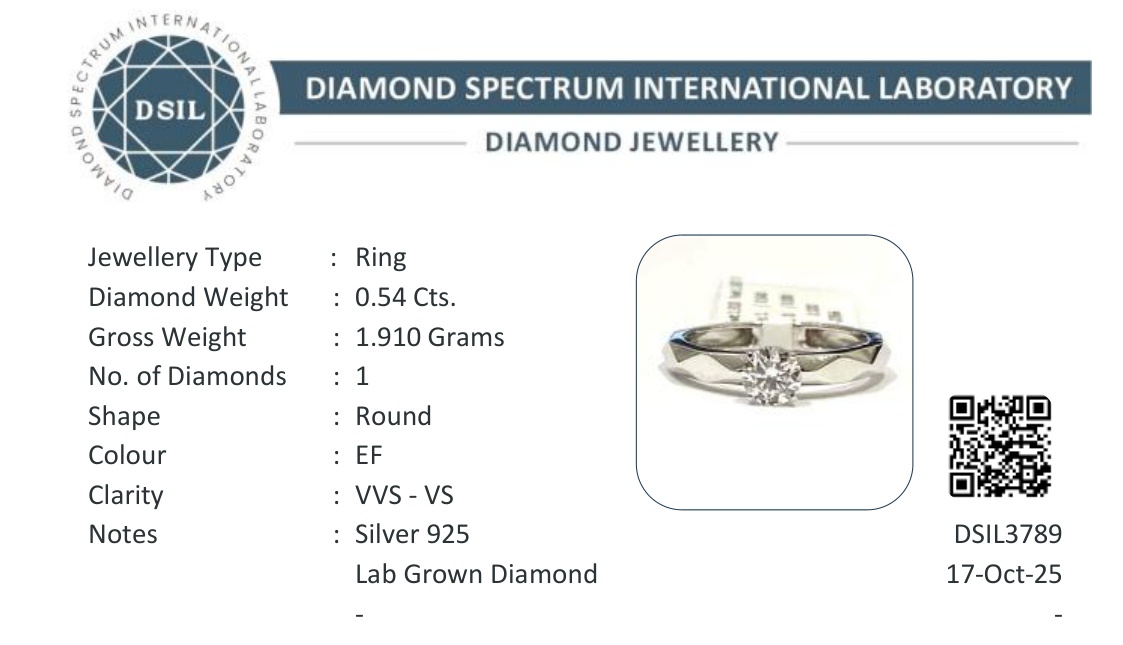 DIAMOND SPECTRUM INTERNATIONAL LABORATORY
DSIL
DIAMOND SPECTRUM INTERNATIONAL LABORATORY
DIAMOND JEWELLERY
Jewellery Type : Ring
Diamond Weight : 0.54 Cts.
Gross Weight : 1.910 Grams
No. of Diamonds : 1
Shape : Round
Colour : EF
Clarity : VVS - VS
Notes : Silver 925 DSIL3789
Lab Grown Diamond 17-Oct-25
- -